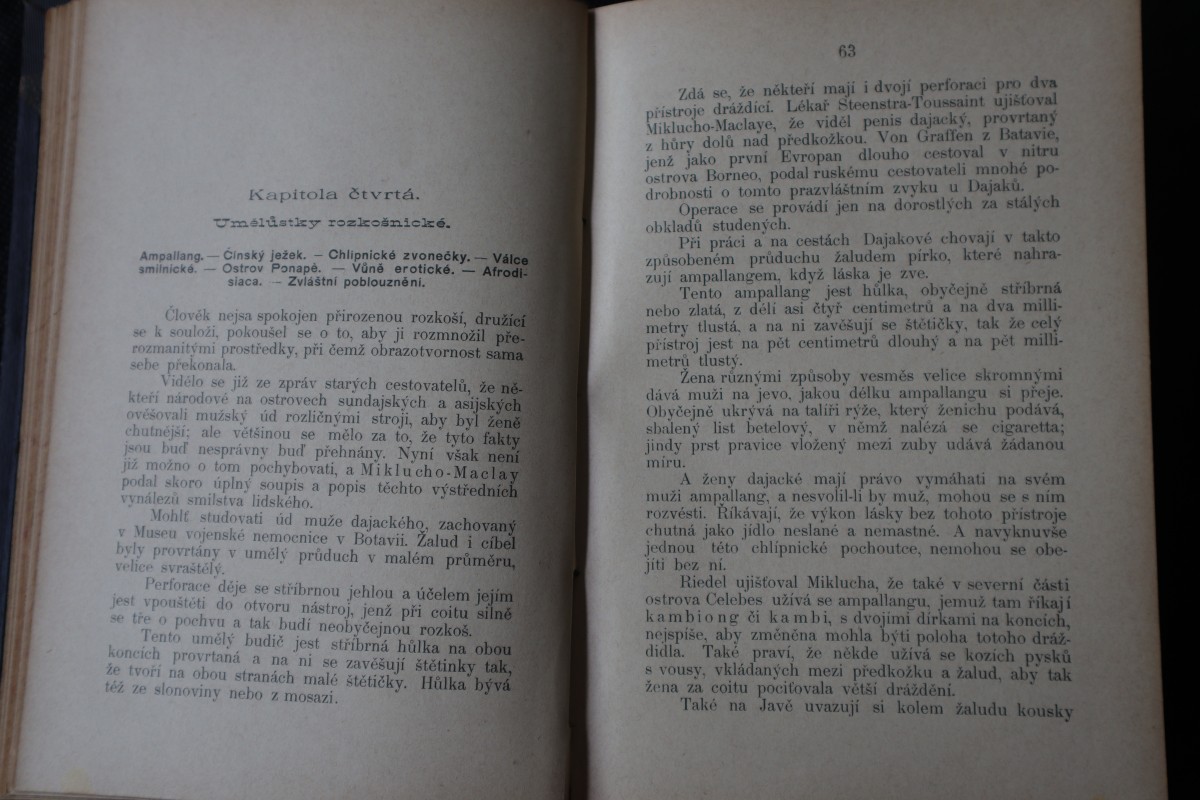 Kapitola čtvrtá.
Umělůstky rozkošnické.
Ampallang. — Čínský ježek. — Chlípnické zvonečky. — Válce
smilnické. — Ostrov Ponapé. — Vůně erotické. — Afrodi-
siaca. — Zvláštní poblouznění.
Člověk nejsa spokojen přirozenou rozkoší, družící
se k souloži, pokoušel se o to, aby ji rozmnožil pře-
rozmanitými prostředky, při čemž obrazotvornost sama
sebe překonala.
Vidělo se již ze zpráv starých cestovatelů, že ně-
kteří národové na ostrovech sundajských a asijských
ověšovali mužský úd rozličnými stroji, aby byl ženě
chutnější; ale většinou se mělo za to, že tyto fakty
jsou buď nesprávny buď přehnány. Nyní však není
již možno o tom pochybovati, a Miklucho-Maclay
podal skoro úplný soupis a popis těchto výstředních
vynálezů smilstva lidského.
Mohlť studovati úd muže dajackého, zachovaný
v Museu vojenské nemocnice v Botavii. Žalud i cíbel
byly provrtány v umělý průduch v malém průměru,
velice svraštělý.
Perforace děje se stříbrnou jehlou a účelem jejím
jest vpouštěti do otvoru nástroj, jenž při coitu silně
se tře o pochvu a tak budí neobyčejnou rozkoš.
Tento umělý budič jest stříbrná hůlka na obou
koncích provrtaná a na ni se zavěšují štětinky tak,
že tvoří na obou stranách malé štětičky. Hůlka bývá
též ze slonoviny nebo z mosazi.
63
Zdá se, že někteří mají i dvojí perforaci pro dva
přístroje dráždící. Lékař Steenstra-Toussaint ujišťoval
Miklucho-Maclaye, že viděl penis dajacký, provrtaný
z hůry dolů nad předkožkou. Von Graffen z Batavie,
jenž jako první Evropan dlouho cestoval v nitru
ostrova Borneo, podal ruskému cestovateli mnohé po-
drobnosti o tomto prazvláštním zvyku u Dajaků.
Operace se provádí jen na dorostlých za stálých
obkladů studených.
Při práci a na cestách Dajakové chovají v takto
způsobeném průduchu žaludem pírko, které nahra-
zují ampallangem, když láska je zve.
Tento ampallang jest hůlka, obyčejně stříbrná
nebo zlatá, z déli asi čtyř centimetrů a na dva milli-
metry tlustá, a na ni zavěšují se štětičky, tak že celý
přístroj jest na pět centimetrů dlouhý a na pět milli-
metrů tlustý.
Žena různými způsoby vesměs velice skromnými
dává muži na jevo, jakou délku ampallangu si přeje.
Obyčejně ukrývá na talíři rýže, který ženichu podává,
sbalený list betelový, v němž nalézá se cigaretta;
jindy prst pravice vložený mezi zuby udává žádanou
míru.
A ženy dajacké mají právo vymáhati na svém
muži ampallang, a nesvolil-li by muž, mohou se s ním
rozvésti. Říkávají, že výkon lásky bez tohoto přístroje
chutná jako jídlo neslané a nemastné. A navyknuvše
jednou této chlípnické pochoutce, nemohou se obe-
jíti bez ní.
Riedel ujišťoval Miklucha, že také v severní části
ostrova Celebes užívá se ampallangu, jemuž tam říkají
kambiong či kambi, s dvojími dírkami na koncích,
nejspíše, aby změněna mohla býti poloha totoho dráž-
didla. Také praví, že někde užívá se kozích pysků
s vousy, vkládaných mezi předkožku a žalud, aby tak
žena za coitu pociťovala větší dráždění.
Také na Javě uvazují si kolem žaludu kousky